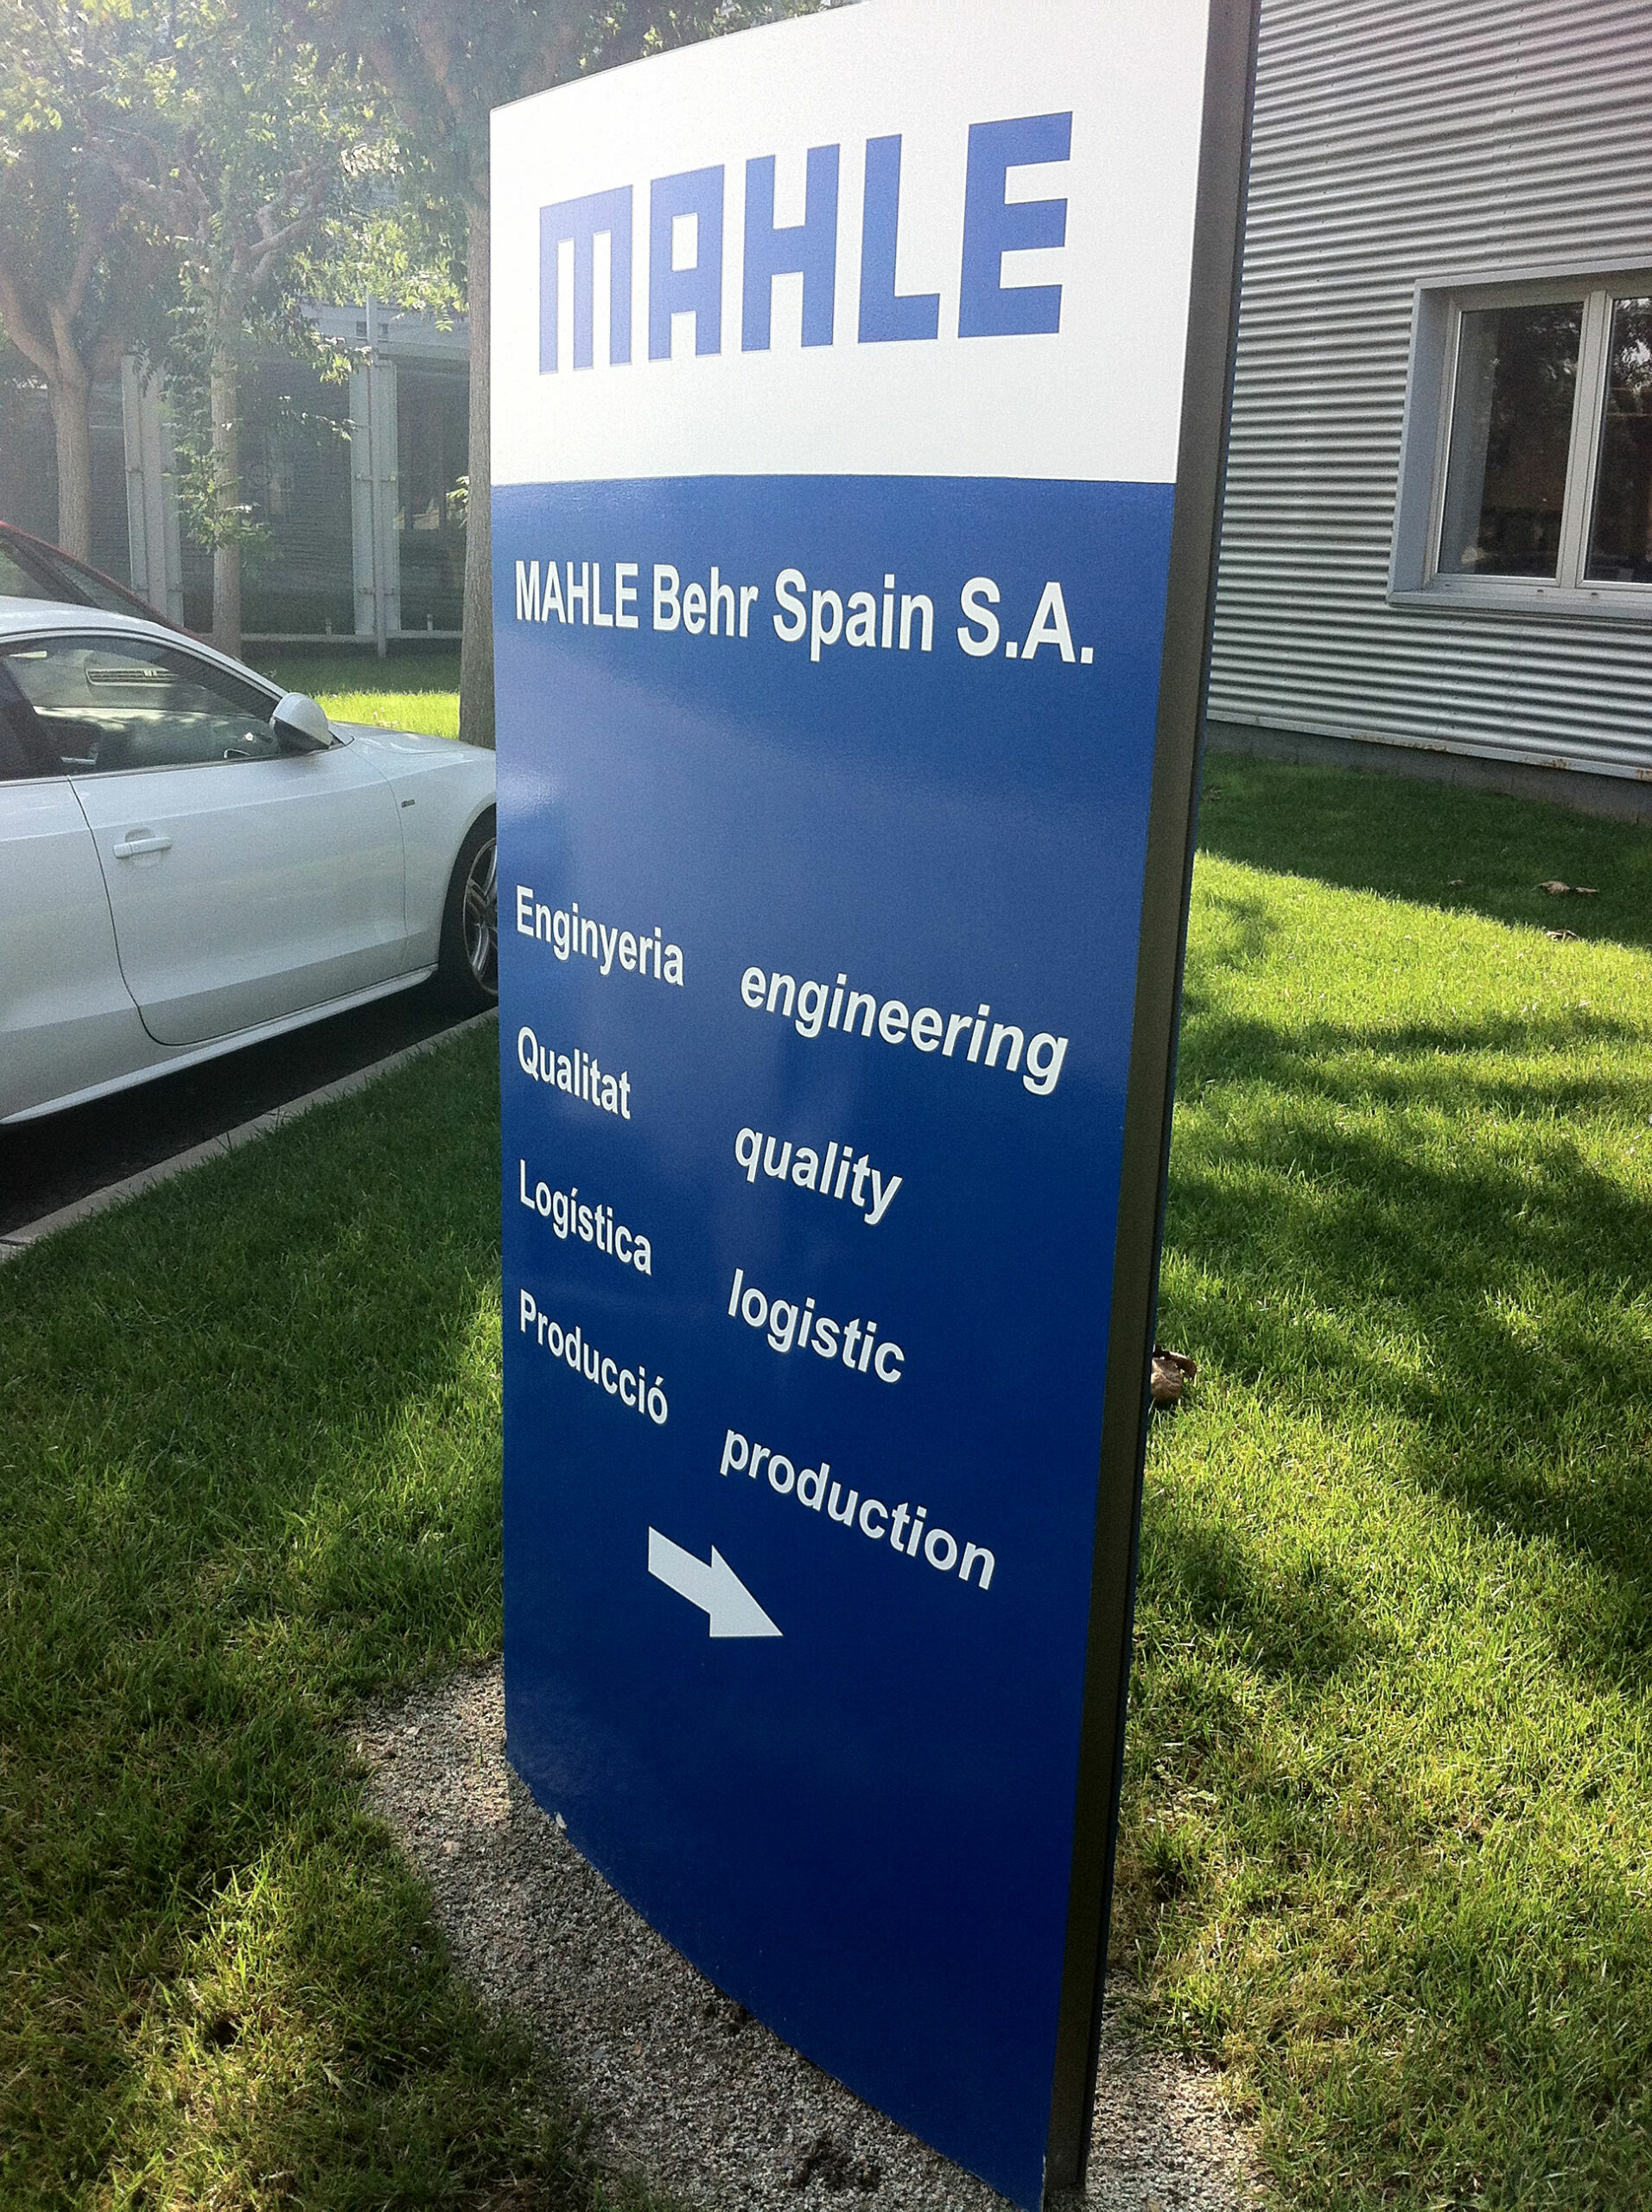 MAHLE
MAHLE Behr Spain S.A.
Enginyeria engineering
Qualitat quality
Logística logistic
Producció production